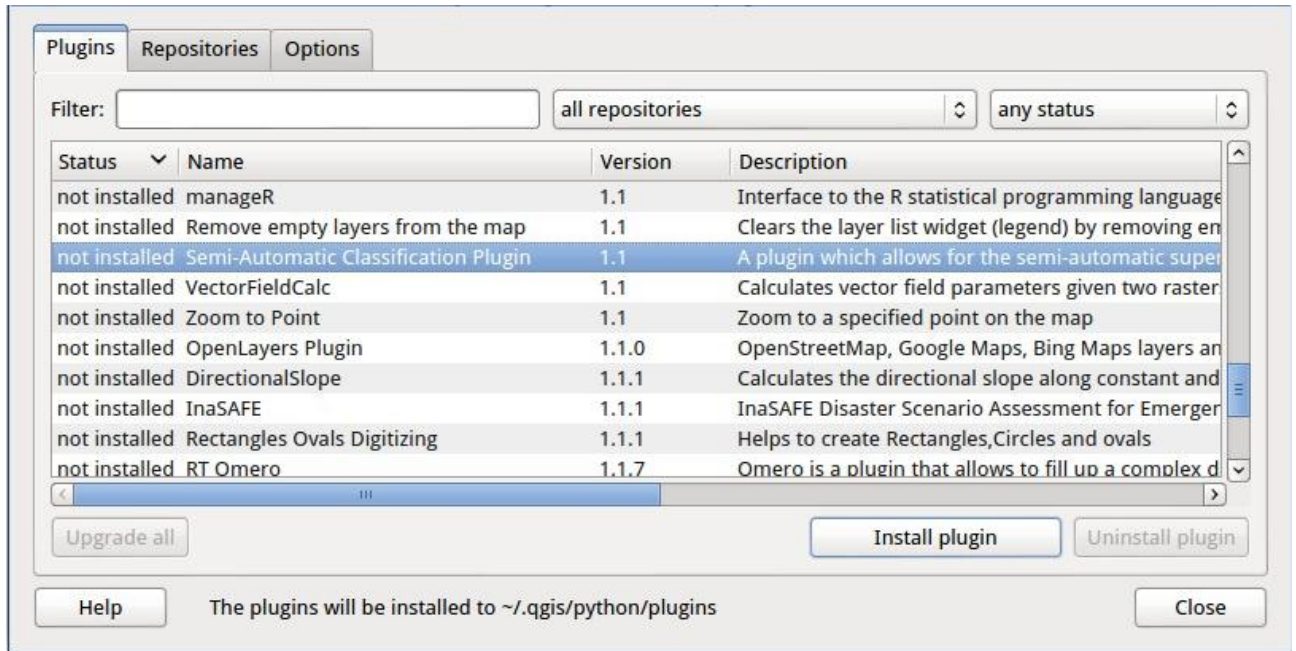 Plugins Repositories Options
Filter: all repositories any status
Status Name Version Description
not installed manageR 1.1 Interface to the R statistical programming language
not installed Remove empty layers from the map 1.1 Clears the layer list widget (legend) by removing em
not installed Semi-Automatic Classification Plugin 1.1 A plugin which allows for the semi-automatic super
not installed VectorFieldCalc 1.1 Calculates vector field parameters given two raster
not installed Zoom to Point 1.1 Zoom to a specified point on the map
not installed OpenLayers Plugin 1.1.0 OpenStreetMap, Google Maps, Bing Maps layers an
not installed DirectionalSlope 1.1.1 Calculates the directional slope along constant and
not installed InaSAFE 1.1.1 InaSAFE Disaster Scenario Assessment for Emergen
not installed Rectangles Ovals Digitizing 1.1.1 Helps to create Rectangles,Circles and ovals
not installed RT Omero 1.1.7 Omero is a plugin that allows to fill up a complex d
Upgrade all Install plugin Uninstall plugin
Help The plugins will be installed to ~/.qgis/python/plugins Close